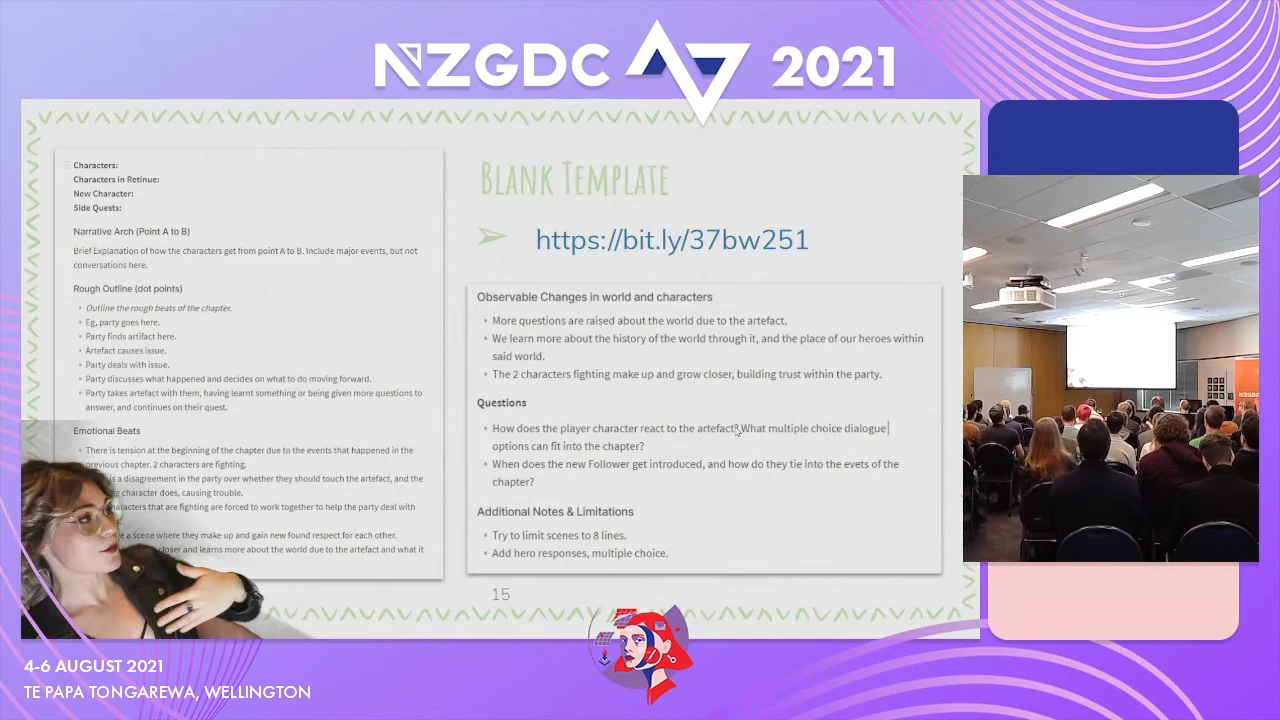 NZGDC 2021
Characters:
Characters in Retinue:
New Character:
Side Quests:
Narrative Arch (Point A to B)
Brief Explanation of how the characters get from point A to B. Include major events, but not
conversations here.
Rough Outline (dot points)
Outline the rough beats of the chapter.
Eg, party goes here.
Party finds artifact here.
Artefact causes issue.
Party deals with issue.
Party discusses what happened and decides on what to do moving forward.
Party takes artefact with them, having learnt something or being given more questions to
answer, and continues on their quest.
Emotional Beats
There is tension at the beginning of the chapter due to the events that happened in the
previous chapter. 2 characters are fighting.
is a disagreement in the party over whether they should touch the artefact, and the
character does, causing trouble.
that are fighting are forced to work together to help the party deal with
a scene where they make up and gain new found respect for each other.
closer and learns more about the world due to the artefact and what it
Blank Template
https://bit.ly/37bw251
Observable Changes in world and characters
More questions are raised about the world due to the artefact.
We learn more about the history of the world through it, and the place of our heroes within
said world.
The 2 characters fighting make up and grow closer, building trust within the party.
Questions
How does the player character react to the artefact? What multiple choice dialogue
options can fit into the chapter?
When does the new Follower get introduced, and how do they tie into the evets of the
chapter?
Additional Notes & Limitations
Try to limit scenes to 8 lines.
Add hero responses, multiple choice.
15
NZGDC
4-6 AUGUST 2021
TE PAPA TONGAREWA, WELLINGTON